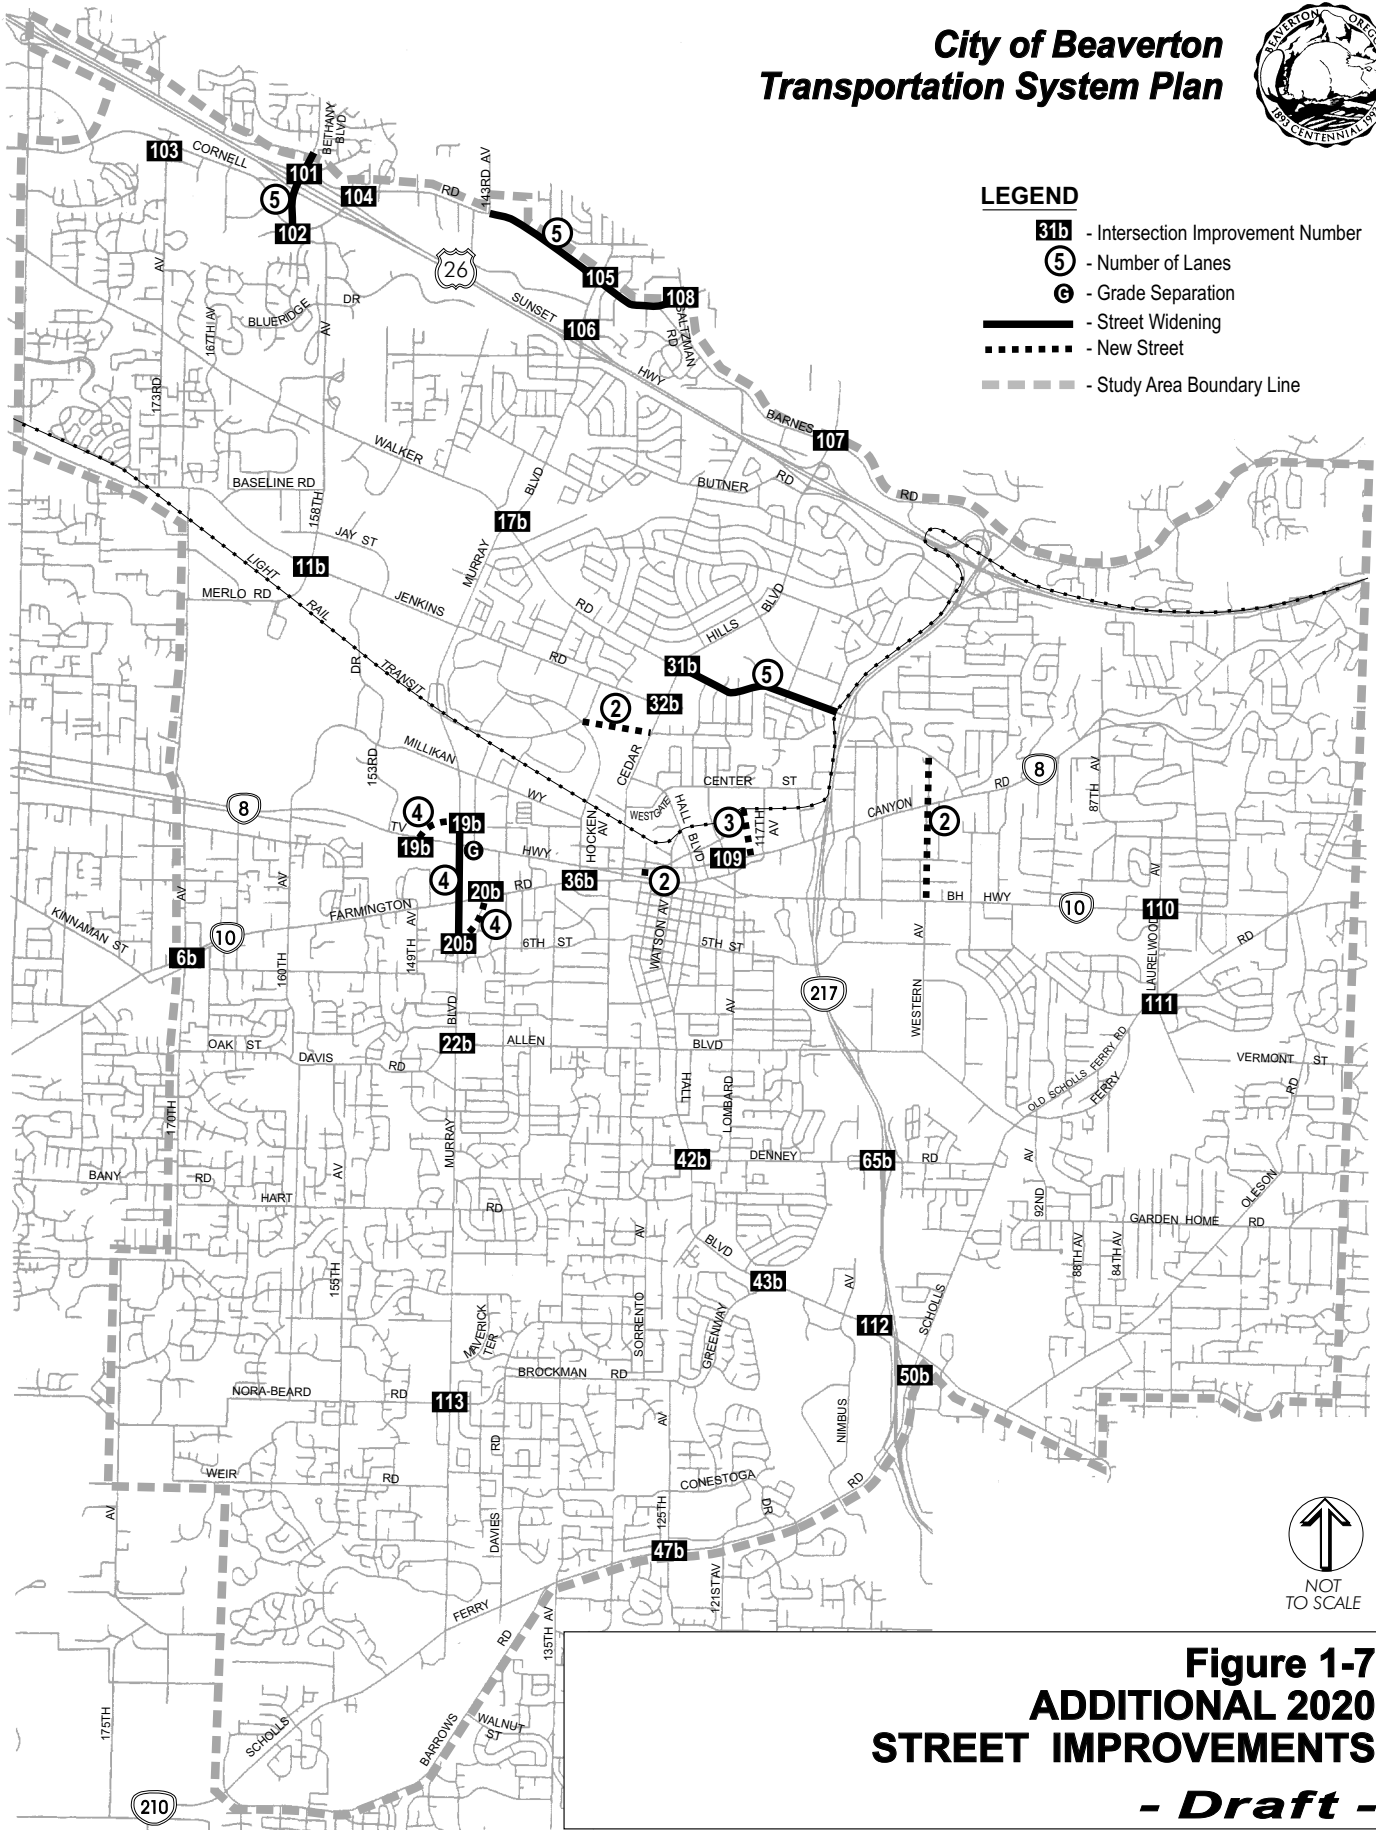 City of Beaverton
Transportation System Plan
BEAVERTON
1893 CENTENNIAL 1993
LEGEND
31b - Intersection Improvement Number
5 - Number of Lanes
G - Grade Separation
- Street Widening
- New Street
- Study Area Boundary Line
BETHANY
BLVD
103
CORNELL
101
104
5
102
RD
143RD AV
5
105
108
26
SUNSET
106
SALTZMAN
RD
HWY
BARNES
107
RD
AV
BLUERIDGE
DR
167TH AV
AV
173RD
WALKER
BLVD
BUTNER
RD
BASELINE RD
158TH
17b
JAY ST
11b
LIGHT
RAIL
TRANSIT
MERLO RD
JENKINS
MURRAY
RD
RD
HILLS
BLVD
31b
5
32b
2
DR
MILLIKAN
WY
153RD
CEDAR
CENTER ST
WESTGATE
HALL
BLVD
3
117TH
AV
109
CANYON
RD
8
87TH AV
2
8
TV
4
19b
19b
G
HWY
HOCKEN
AV
4
20b
RD
36b
2
BH HWY
10
110
AV
KINNAMAN ST
AV
AV
FARMINGTON
149TH AV
4
20b
6TH ST
WATSON AV
5TH ST
AV
LAURELWOOD
RD
10
6b
160TH
217
WESTERN
AV
111
BLVD
OAK ST
DAVIS
RD
22b
ALLEN
BLVD
OLD SCHOLLS FERRY RD
FERRY
VERMONT ST
RD
170TH
HALL
LOMBARD
MURRAY
42b
DENNEY
65b
RD
AV
92ND
OLESON
BANY
RD
HART
AV
RD
GARDEN HOME RD
88TH AV
84TH AV
155TH
AV
BLVD
43b
AV
112
SCHOLLS
MAVERICK
TER
SORRENTO
GREENWAY
50b
BROCKMAN RD
NORA-BEARD
RD
113
RD
AV
NIMBUS
WEIR
RD
CONESTOGA
DR
RD
AV
DAVIES
125TH
47b
121ST AV
FERRY
RD
135TH AV
175TH
SCHOLLS
BARROWS
WALNUT
ST
210
NOT
TO SCALE
Figure 1-7
ADDITIONAL 2020
STREET IMPROVEMENTS
- Draft -